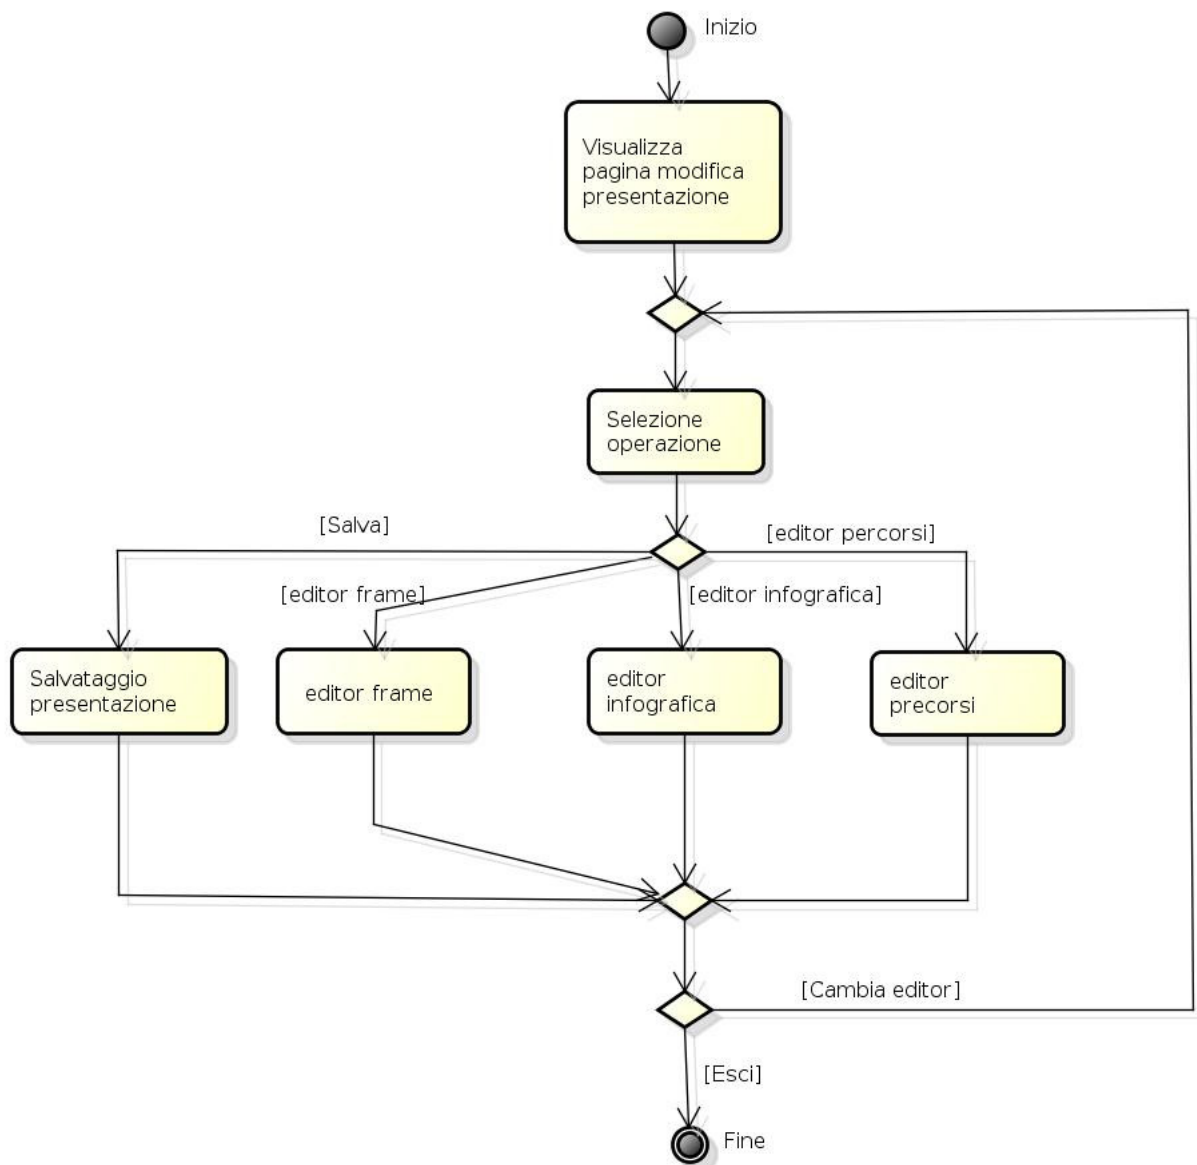 Inizio
Visualizza
pagina modifica
presentazione
Selezione
operazione
[Salva]
[editor percorsi]
[editor frame]
[editor infografica]
Salvataggio
presentazione
editor frame
editor
infografica
editor
precorsi
[Cambia editor]
[Esci]
Fine